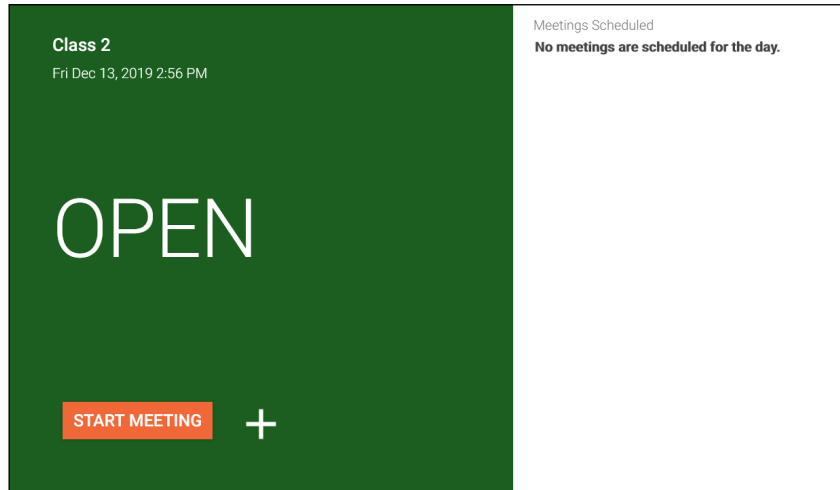 Class 2
Fri Dec 13, 2019 2:56 PM
OPEN
START MEETING +
Meetings Scheduled
No meetings are scheduled for the day.